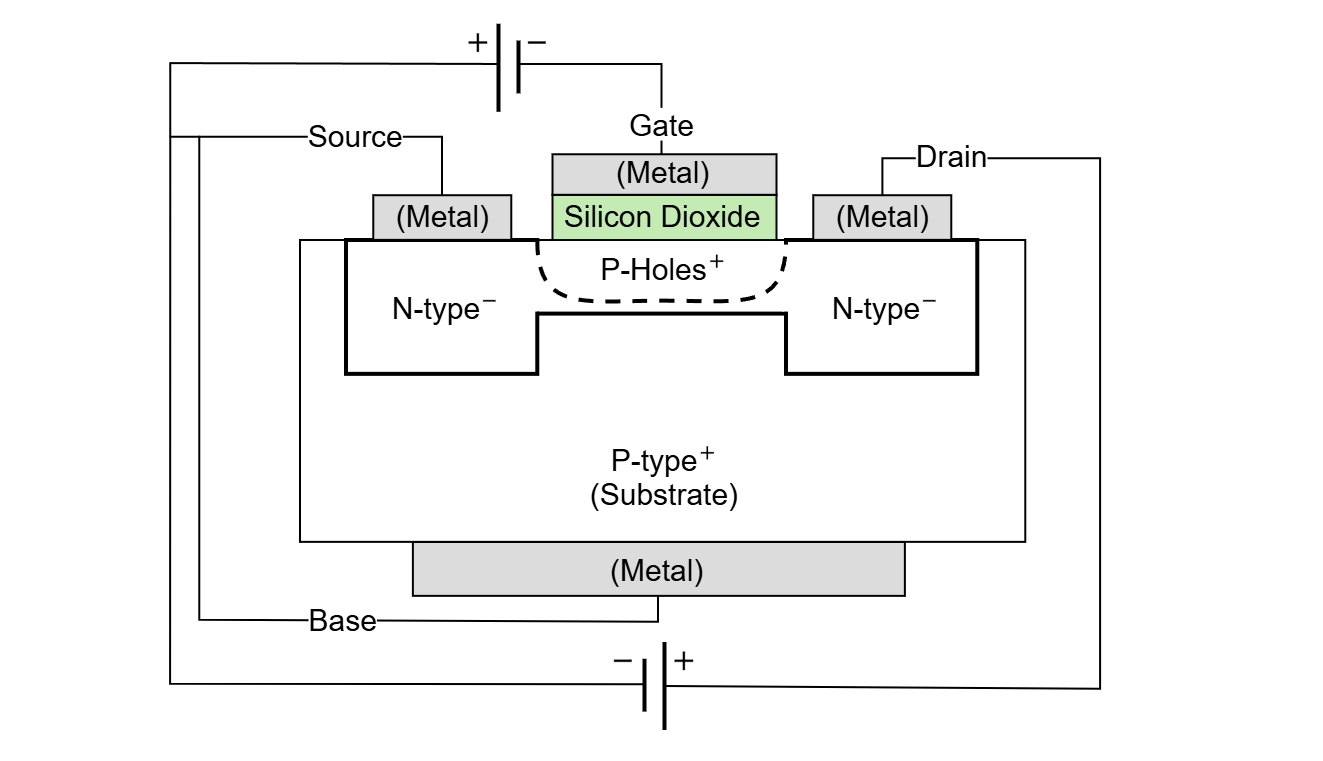 + −
Source
Gate
Drain
(Metal)
(Metal)
Silicon Dioxide
(Metal)
P-Holes⁺
N-type⁻
N-type⁻
P-type⁺
(Substrate)
(Metal)
Base
− +